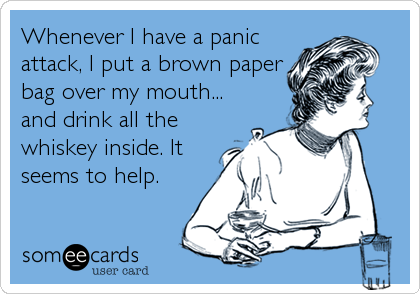 Whenever I have a panic
attack, I put a brown paper
bag over my mouth...
and drink all the
whiskey inside. It
seems to help.
someecards
user card